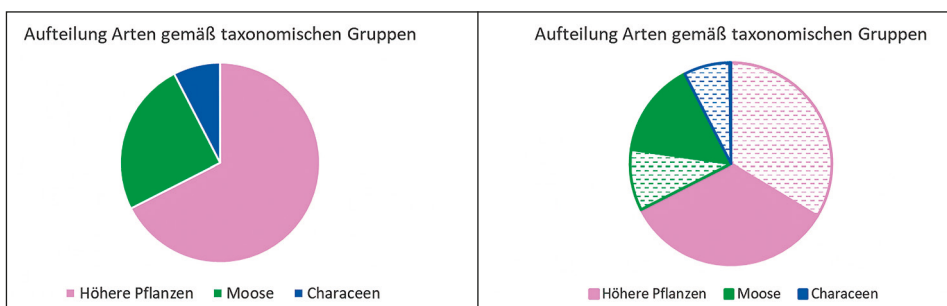 Aufteilung Arten gemäß taxonomischen Gruppen
Höhere Pflanzen Moose Characeen
Aufteilung Arten gemäß taxonomischen Gruppen
Höhere Pflanzen Moose Characeen